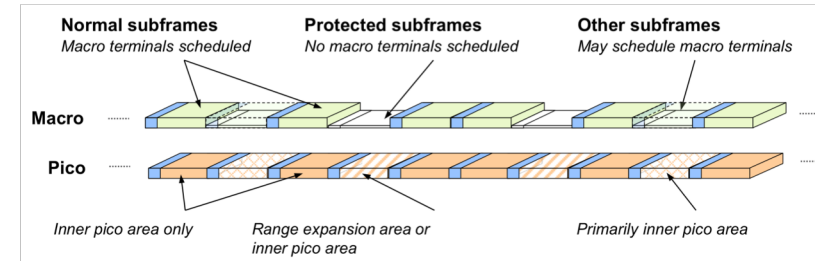 Normal subframes
Macro terminals scheduled
Protected subframes
No macro terminals scheduled
Other subframes
May schedule macro terminals
Macro
Pico
Inner pico area only
Range expansion area or
inner pico area
Primarily inner pico area